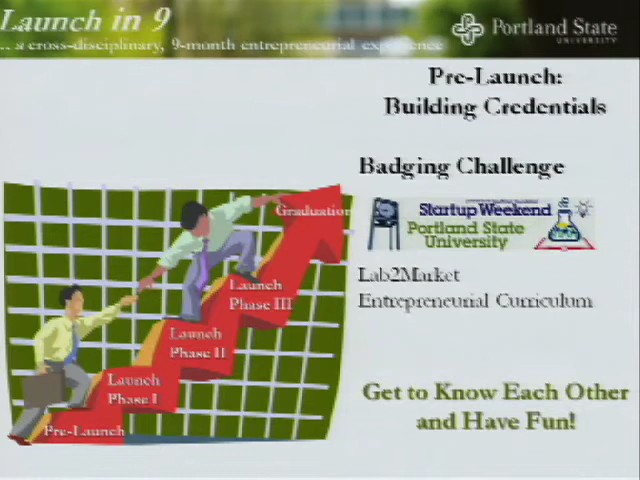 Launch in 9
... a cross-disciplinary, 9-month entrepreneurial experience
Portland State
UNIVERSITY
Pre-Launch:
Building Credentials
Badging Challenge
Startup Weekend
Portland State
University
Lab2Market
Entrepreneurial Curriculum
Get to Know Each Other
and Have Fun!
Graduation
Launch
Phase III
Launch
Phase II
Launch
Phase I
Pre-Launch